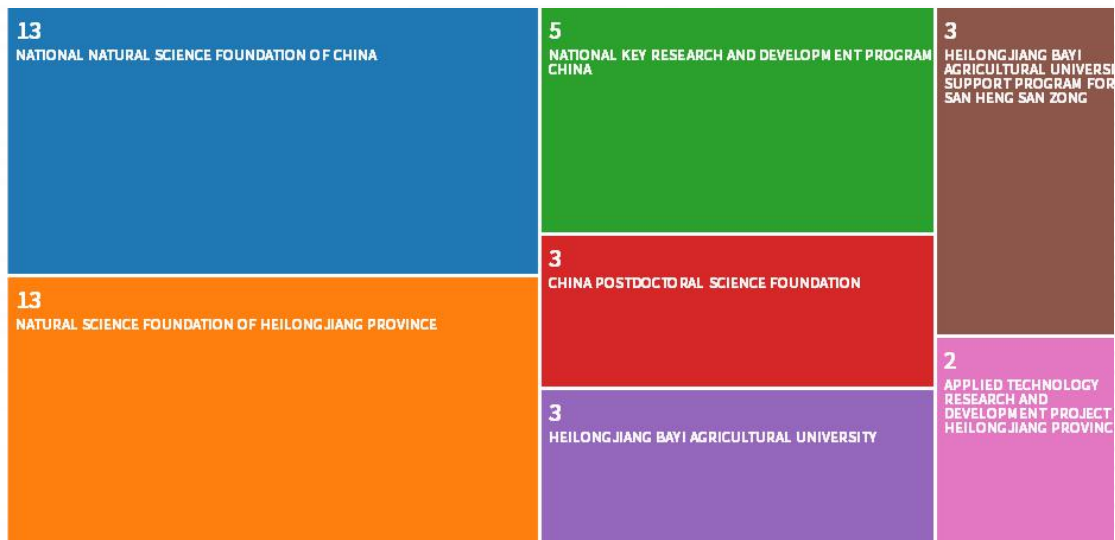 13
NATIONAL NATURAL SCIENCE FOUNDATION OF CHINA
13
NATURAL SCIENCE FOUNDATION OF HEILONGJIANG PROVINCE
5
NATIONAL KEY RESEARCH AND DEVELOPMENT PROGRAM
CHINA
3
CHINA POSTDOCTORAL SCIENCE FOUNDATION
3
HEILONGJIANG BAYI AGRICULTURAL UNIVERSITY
3
HEILONGJIANG BAYI
AGRICULTURAL UNIVERSI
SUPPORT PROGRAM FOR
SAN HENG SAN ZONG
2
APPLIED TECHNOLOGY
RESEARCH AND
DEVELOPMENT PROJECT
HEILONGJIANG PROVINC